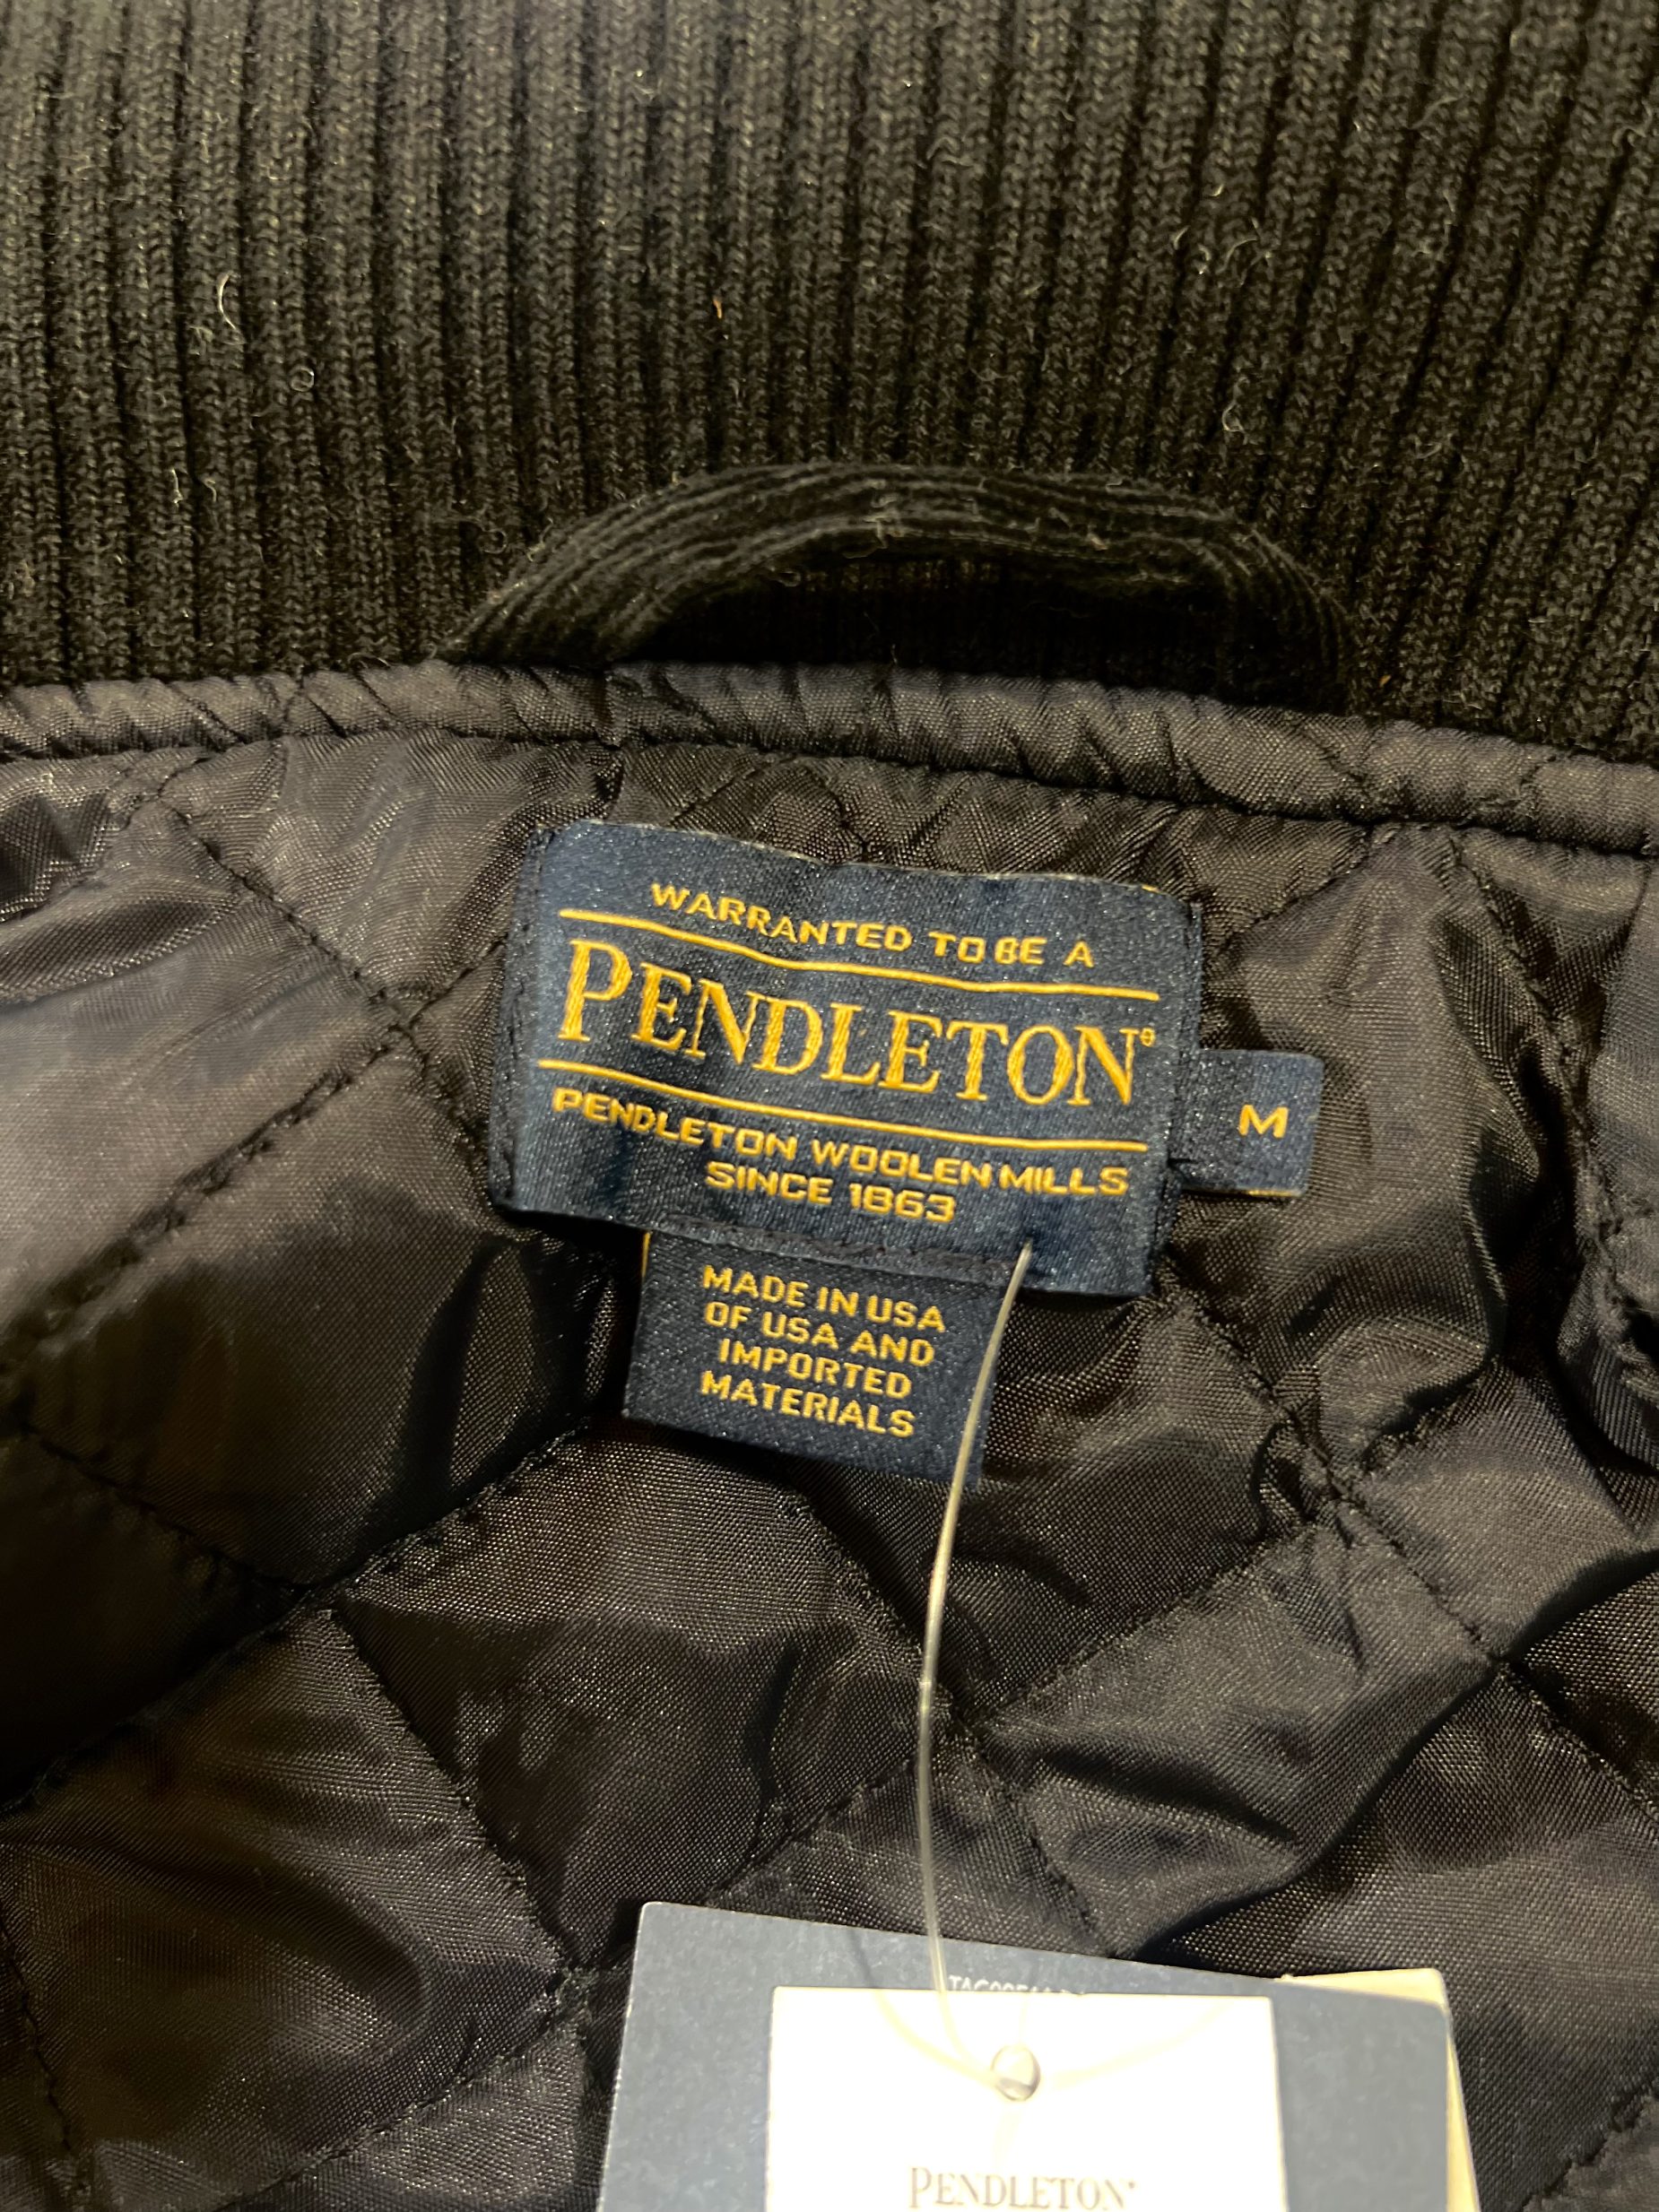 WARRANTED TO BE A
PENDLETON®
PENDLETON WOOLEN MILLS
SINCE 1863
M
MADE IN USA
OF USA AND
IMPORTED
MATERIALS
PENDLETON®